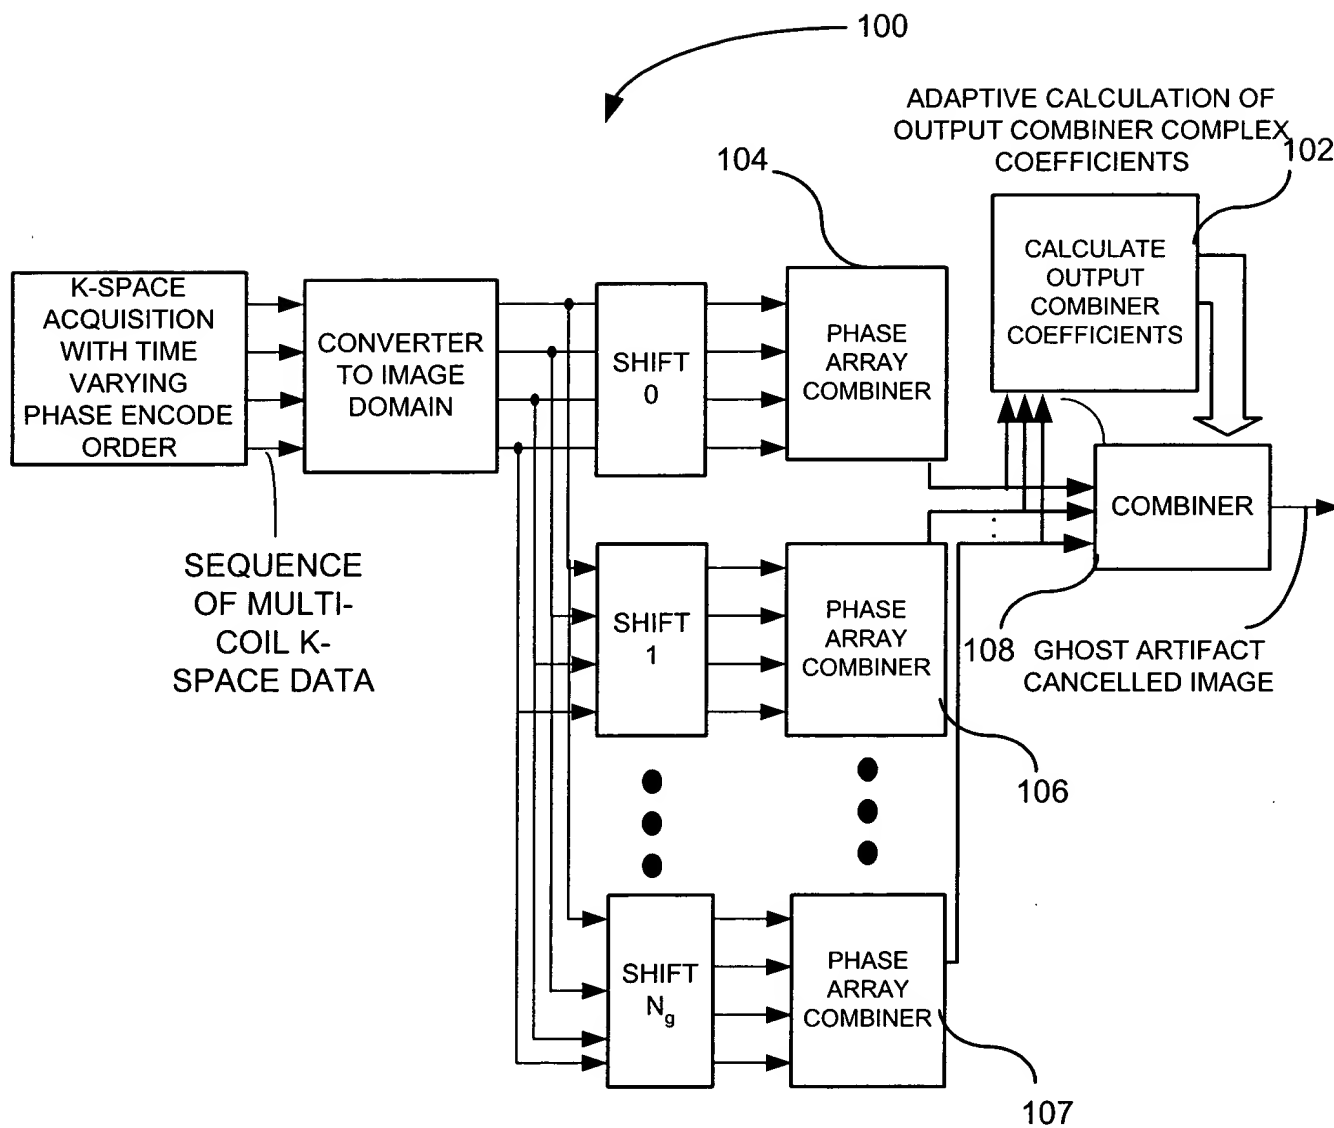 100
ADAPTIVE CALCULATION OF
OUTPUT COMBINER COMPLEX
COEFFICIENTS
102
104
K-SPACE
ACQUISITION
WITH TIME
VARYING
PHASE ENCODE
ORDER
CONVERTER
TO IMAGE
DOMAIN
SHIFT
0
PHASE
ARRAY
COMBINER
CALCULATE
OUTPUT
COMBINER
COEFFICIENTS
COMBINER
SEQUENCE
OF MULTI-
COIL K-
SPACE DATA
SHIFT
1
PHASE
ARRAY
COMBINER
108
GHOST ARTIFACT
CANCELLED IMAGE
106
SHIFT
Ng
PHASE
ARRAY
COMBINER
107